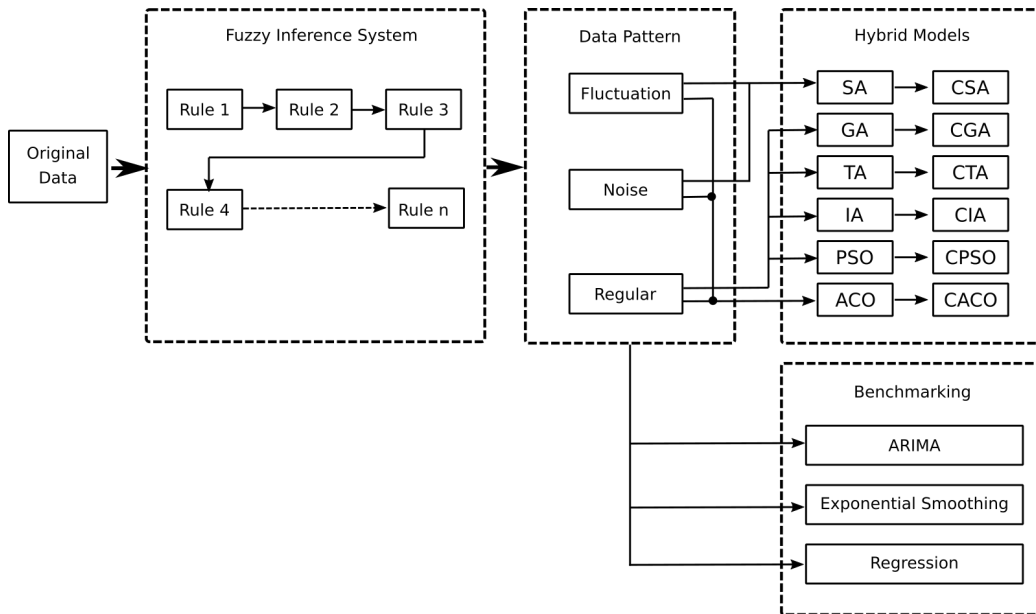 Original
Data
Fuzzy Inference System
Rule 1
Rule 2
Rule 3
Rule 4
Rule n
Data Pattern
Fluctuation
Noise
Regular
Hybrid Models
SA
CSA
GA
CGA
TA
CTA
IA
CIA
PSO
CPSO
ACO
CACO
Benchmarking
ARIMA
Exponential Smoothing
Regression